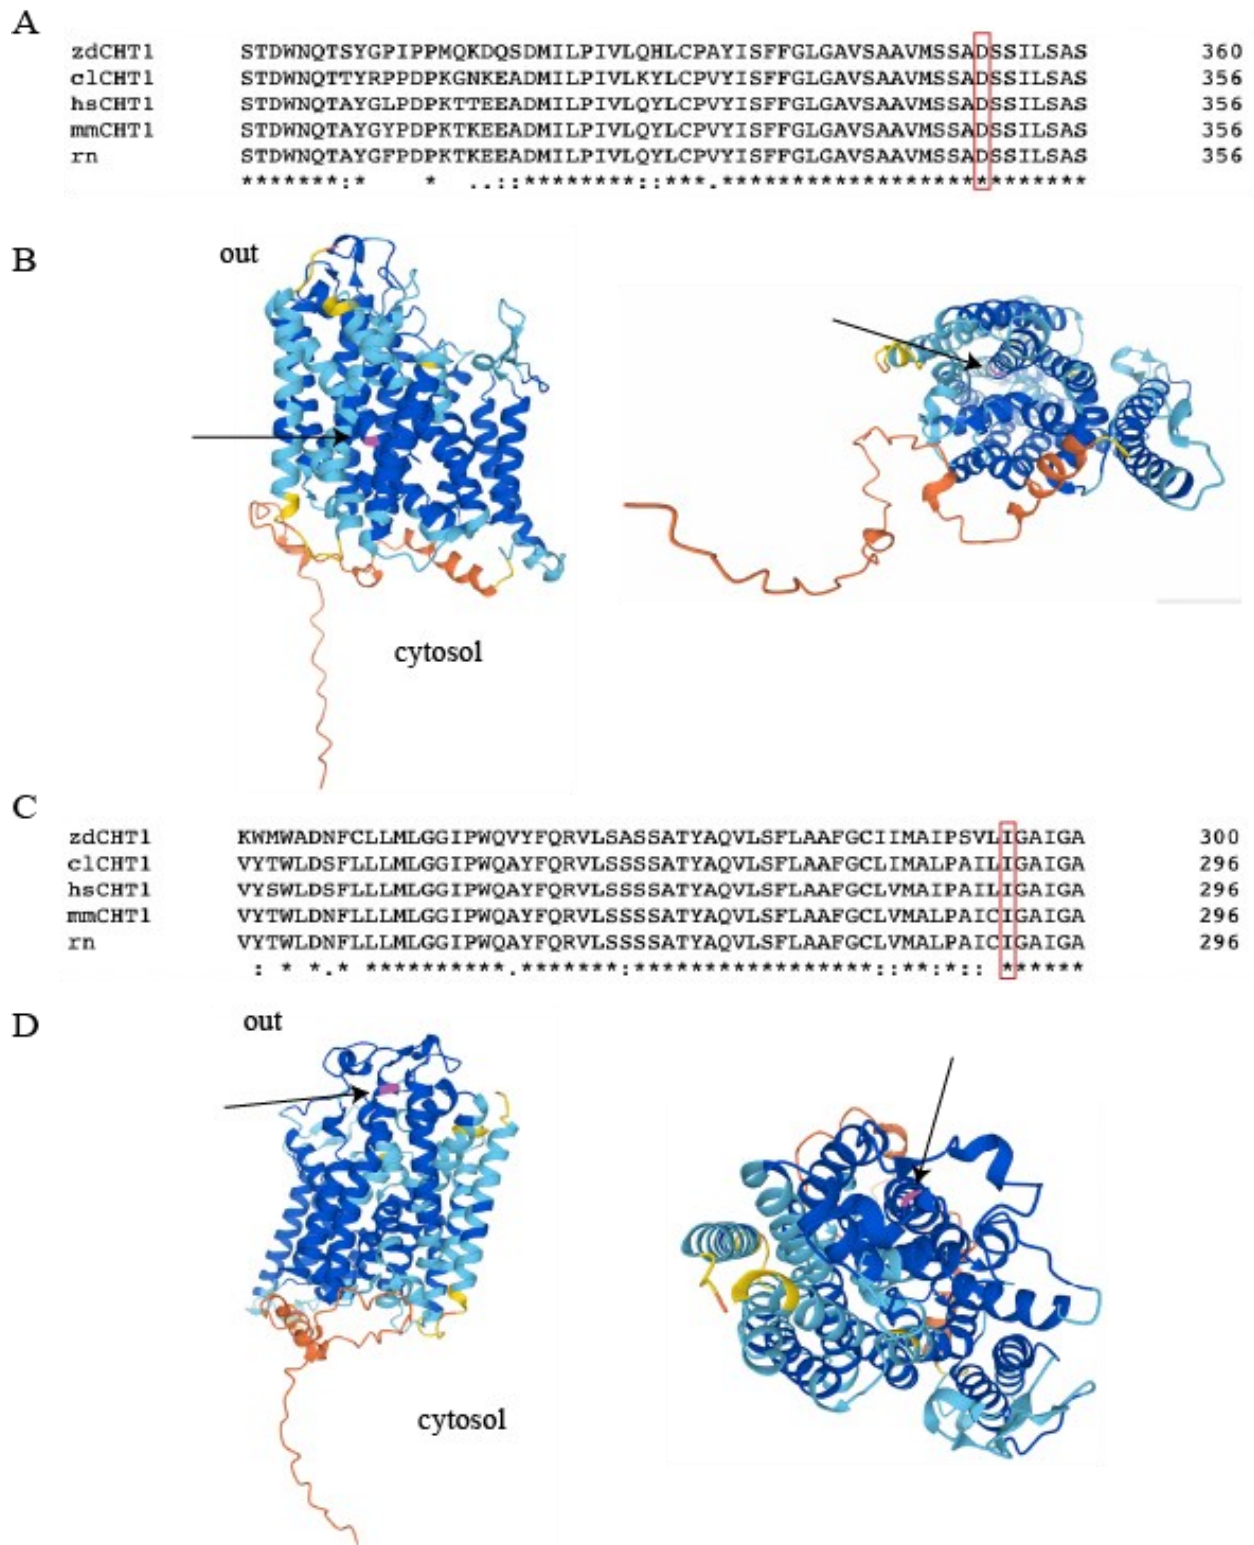 A
zdCHT1 STDWNQTSYGPIPPMQKDQSDMILPIVLQHLCPAYISFFGLGAVSAAVMSSADSSILSAS 360
clCHT1 STDWNQTTYRPPDPKGNKEADMILPIVLKYLCPVYISFFGLGAVSAAVMSSADSSILSAS 356
hsCHT1 STDWNQTAYGLPDPKTTEEADMILPIVLQYLCPVYISFFGLGAVSAAVMSSADSSILSAS 356
mmCHT1 STDWNQTAYGYPDPKTKEEADMILPIVLQYLCPVYISFFGLGAVSAAVMSSADSSILSAS 356
rn STDWNQTAYGFPDPKTKEEADMILPIVLQYLCPVYISFFGLGAVSAAVMSSADSSILSAS 356
*******:* * ..::********::***.***************************
B
out
cytosol
C
zdCHT1 KWMWADNFCLLMLGGIPWQVYFQRVLSASSATYAQVLSFLAAFGCIIMAIPSVLIGAIGA 300
clCHT1 VYTWLDSFLLLMLGGIPWQAYFQRVLSSSSATYAQVLSFLAAFGCLIMALPAILIGAIGA 296
hsCHT1 VYSWLDSFLLLMLGGIPWQAYFQRVLSSSSATYAQVLSFLAAFGCLVMAIPAILIGAIGA 296
mmCHT1 VYTWLDNFLLLMLGGIPWQAYFQRVLSSSSATYAQVLSFLAAFGCLVMALPAICIGAIGA 296
rn VYTWLDNFLLLMLGGIPWQAYFQRVLSSSSATYAQVLSFLAAFGCLVMALPAICIGAIGA 296
: * *.* **********.*******:*****************::**:*:: *******
D
out
cytosol